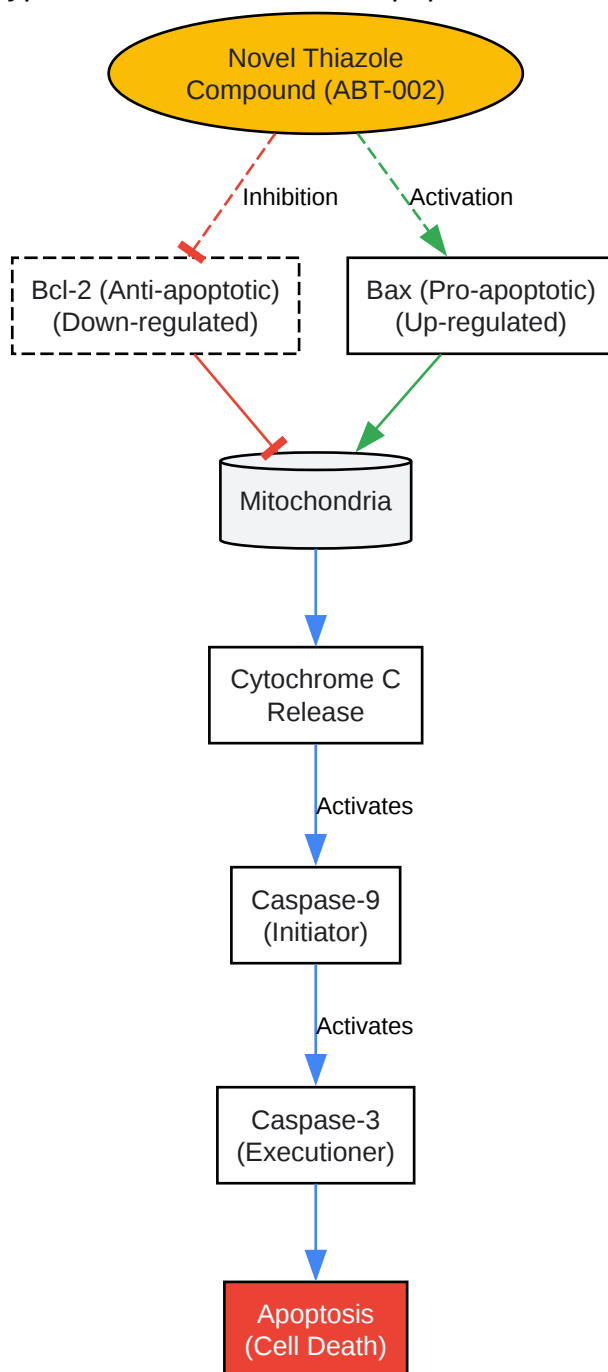 Novel Thiazole
Compound (ABT-002)
Inhibition
Activation
Bcl-2 (Anti-apoptotic)
(Down-regulated)
Bax (Pro-apoptotic)
(Up-regulated)
Mitochondria
Cytochrome C
Release
Activates
Caspase-9
(Initiator)
Activates
Caspase-3
(Executioner)
Apoptosis
(Cell Death)